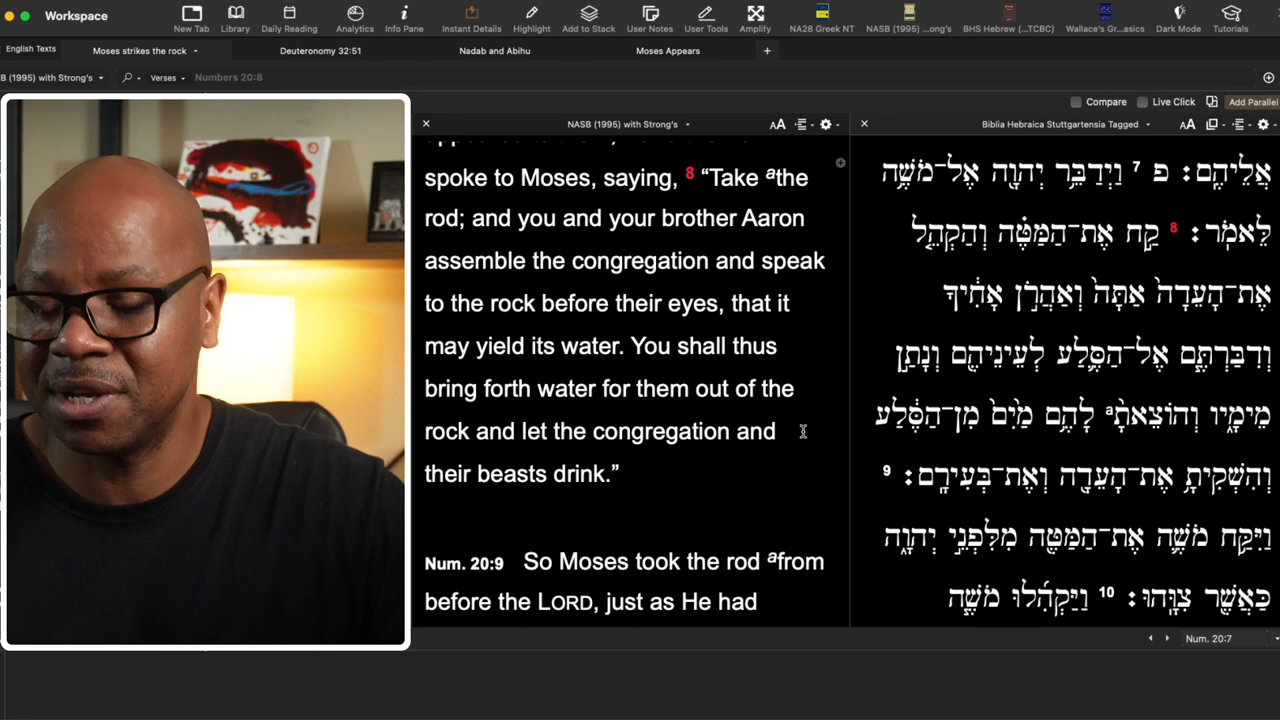 Workspace
New Tab
Library
Daily Reading
Analytics
Info Pane
Instant Details
Highlight
Add to Stack
User Notes
User Tools
Amplify
NA28 Greek NT
NASB (1995) ...ong's
BHS Hebrew (...TCBC)
Wallace's Gr...asics
Dark Mode
Tutorials
English Texts
Moses strikes the rock
Deuteronomy 32:51
Nadab and Abihu
Moses Appears
+
B (1995) with Strong's
Verses
Numbers 20:8
Compare
Live Click
Add Parallel
NASB (1995) with Strong's
spoke to Moses, saying, 8 “Take athe
rod; and you and your brother Aaron
assemble the congregation and speak
to the rock before their eyes, that it
may yield its water. You shall thus
bring forth water for them out of the
rock and let the congregation and
their beasts drink.”
Num. 20:9 So Moses took the rod afrom
before the LORD, just as He had
Biblia Hebraica Stuttgartensia Tagged
אֲלֵיהֶֽם׃ פ 7 וַיְדַבֵּ֥ר יְהוָ֖ה אֶל־מֹשֶׁ֥ה
לֵּאמֹֽר׃ 8 קַ֣ח אֶת־הַמַּטֶּ֗ה וְהַקְהֵ֤ל
אֶת־הָעֵדָה֙ אַתָּה֙ וְאַהֲרֹ֣ן אָחִ֔יךָ
וְדִבַּרְתֶּ֧ם אֶל־הַסֶּ֛לַע לְעֵינֵיהֶ֖ם וְנָתַ֣ן
מֵימָ֑יו וְהוֹצֵאתָ֨a לָהֶ֥ם מַ֙יִם֙ מִן־הַסֶּ֔לַע
וְהִשְׁקִיתָ֥ אֶת־הָעֵדָ֖ה וְאֶת־בְּעִירָֽם׃ 9
וַיִּקַּ֥ח מֹשֶׁ֛ה אֶת־הַמַּטֶּ֖ה מִלִּפְנֵ֣י יְהוָ֑ה
כַּאֲשֶׁ֖ר צִוָּֽהוּ׃ 10 וַיַּקְהִ֜לוּ מֹשֶׁ֧ה
Num. 20:7